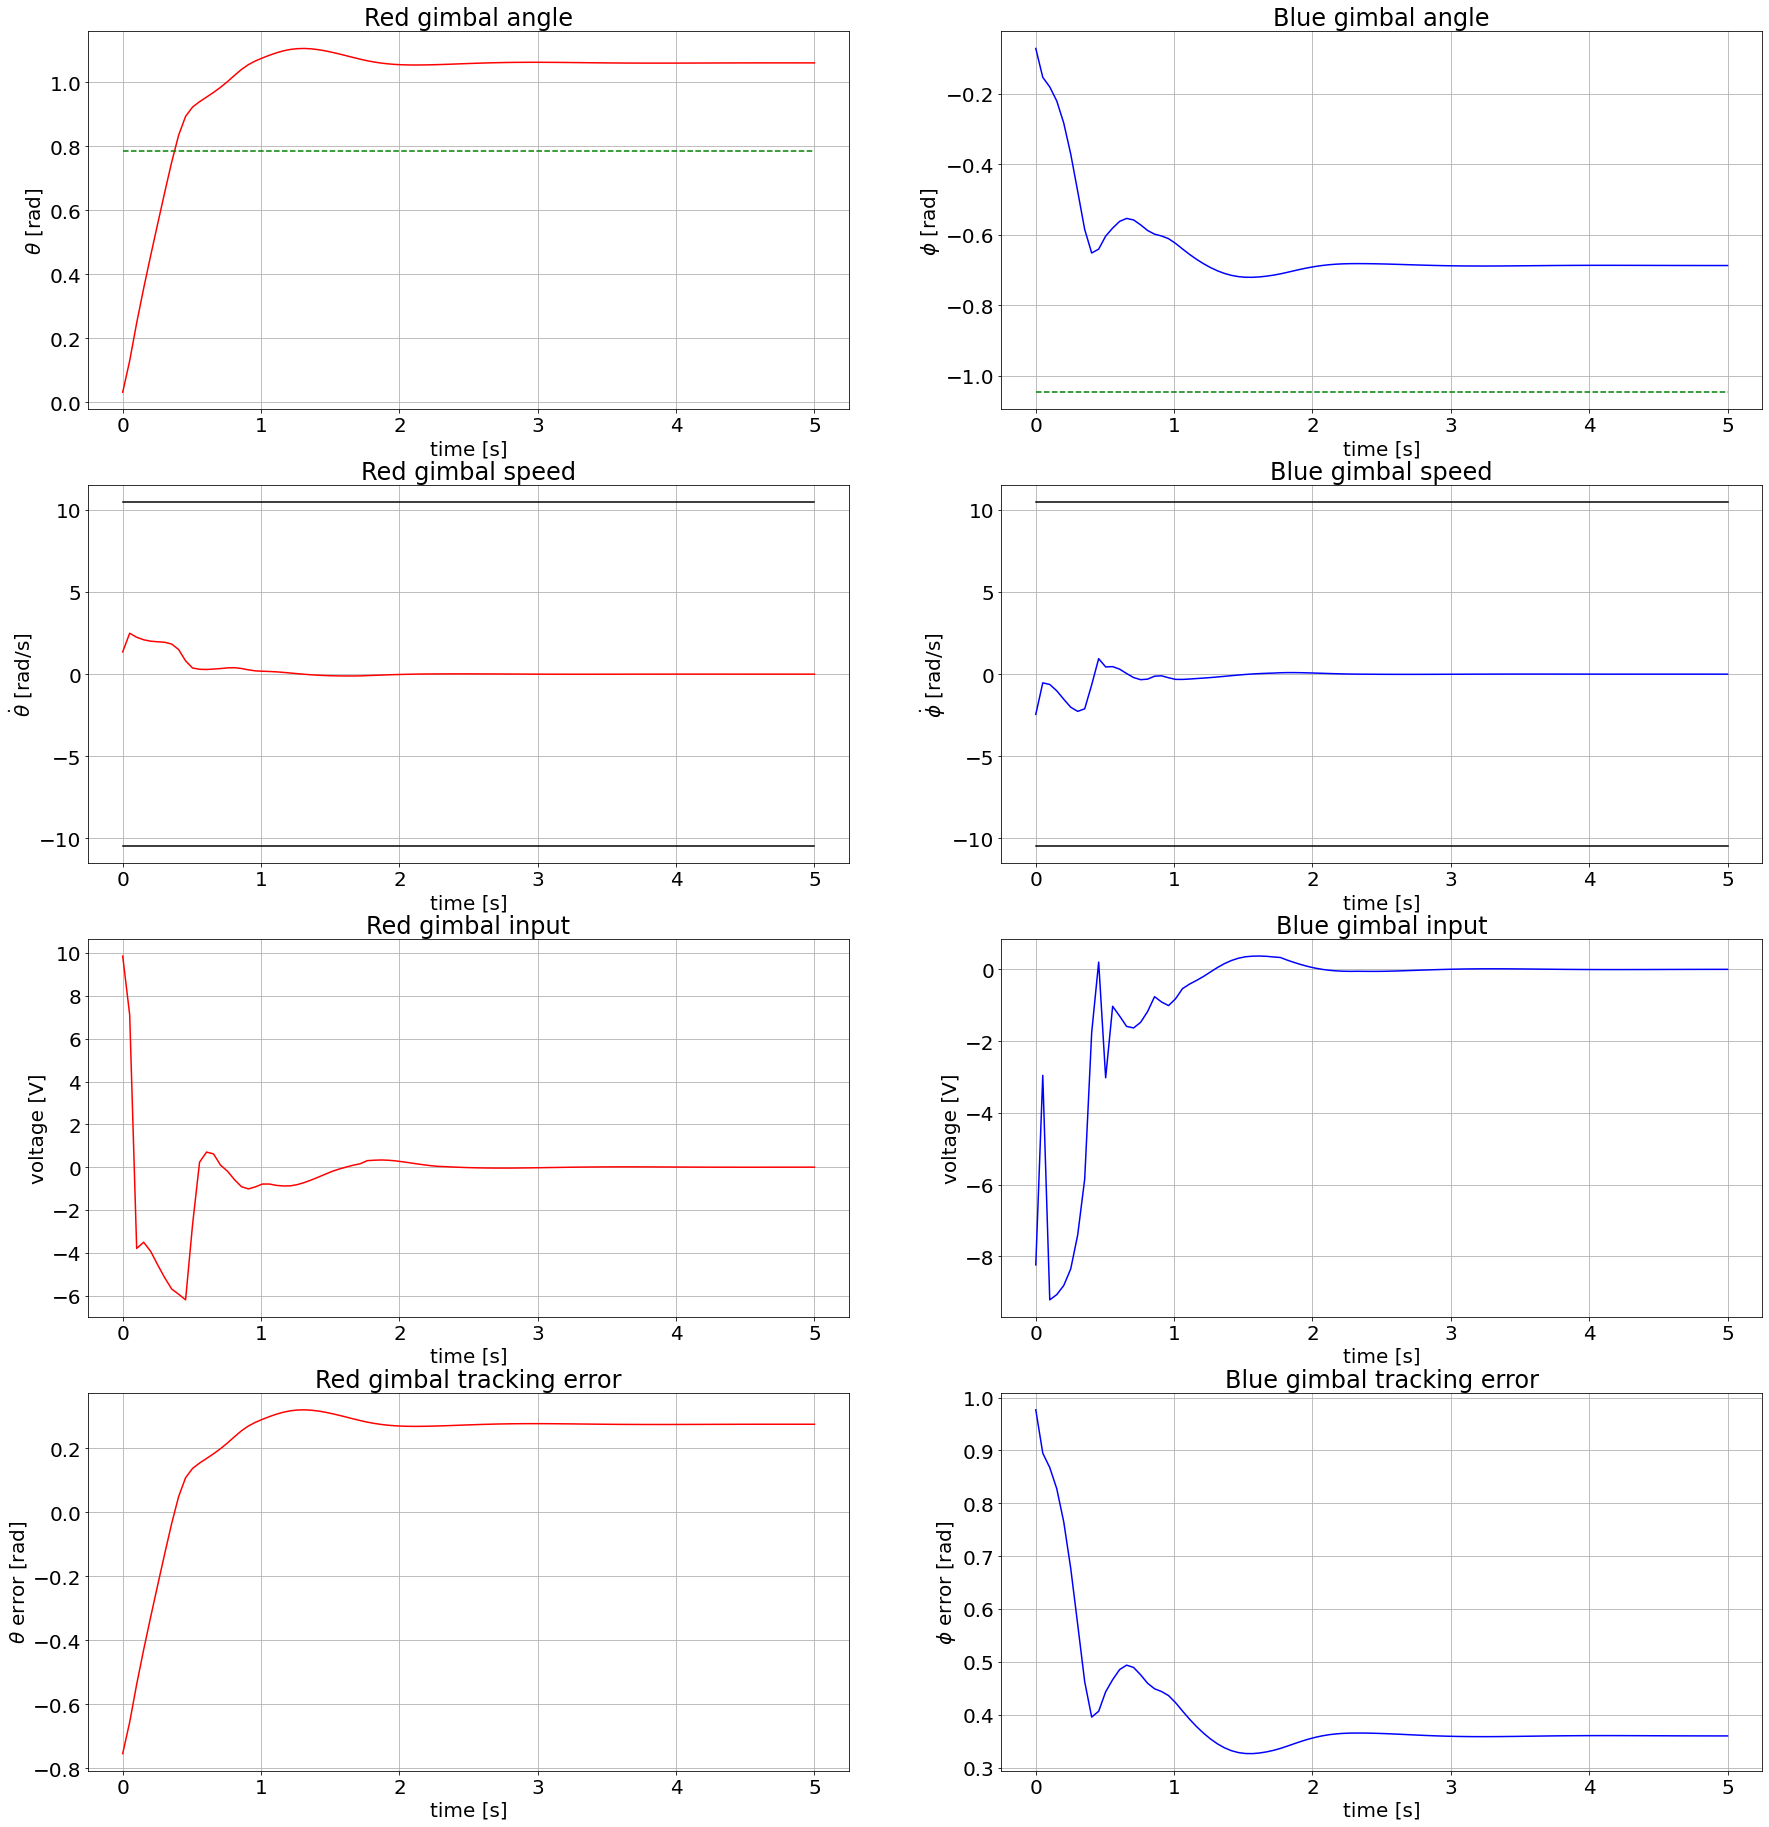 Red gimbal angle
θ [rad]
1.0
0.8
0.6
0.4
0.2
0.0
0 1 2 3 4 5
time [s]
Blue gimbal angle
ϕ [rad]
−0.2
−0.4
−0.6
−0.8
−1.0
0 1 2 3 4 5
time [s]
Red gimbal speed
θ̇ [rad/s]
10
5
0
−5
−10
0 1 2 3 4 5
time [s]
Blue gimbal speed
ϕ̇ [rad/s]
10
5
0
−5
−10
0 1 2 3 4 5
time [s]
Red gimbal input
voltage [V]
10
8
6
4
2
0
−2
−4
−6
0 1 2 3 4 5
time [s]
Blue gimbal input
voltage [V]
0
−2
−4
−6
−8
0 1 2 3 4 5
time [s]
Red gimbal tracking error
θ error [rad]
0.2
0.0
−0.2
−0.4
−0.6
−0.8
0 1 2 3 4 5
time [s]
Blue gimbal tracking error
ϕ error [rad]
1.0
0.9
0.8
0.7
0.6
0.5
0.4
0.3
0 1 2 3 4 5
time [s]